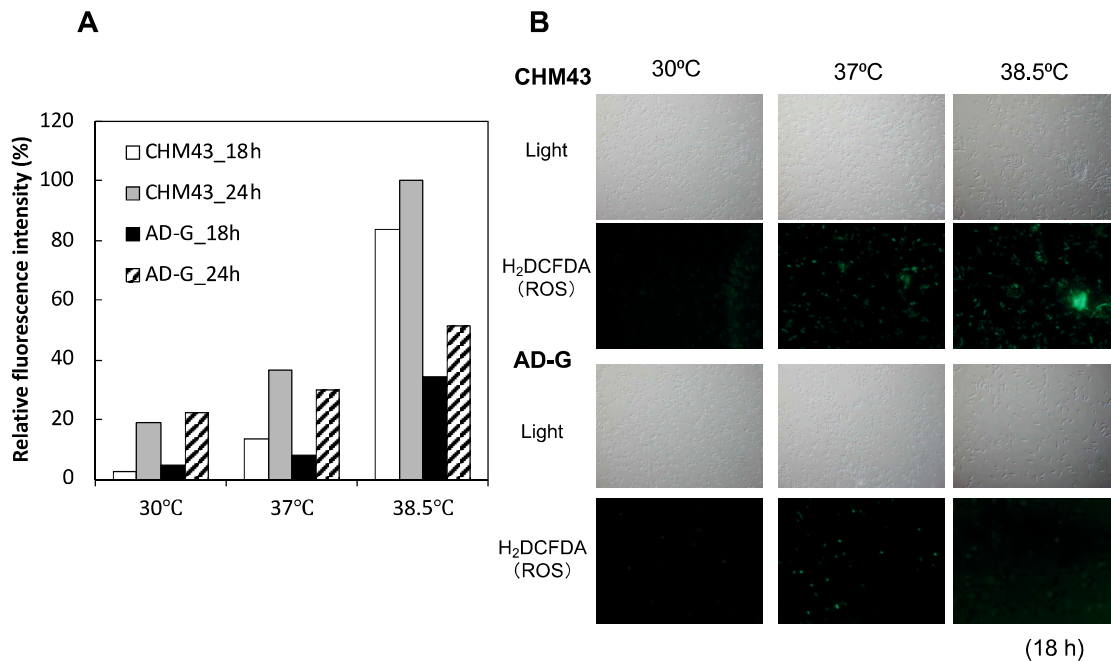 A
Relative fluorescence intensity (%)
120
100
80
60
40
20
0
CHM43_18h
CHM43_24h
AD-G_18h
AD-G_24h
30℃
37℃
38.5℃
B
CHM43
30ºC
37ºC
38.5ºC
Light
H₂DCFDA
（ROS）
AD-G
Light
H₂DCFDA
（ROS）
(18 h)